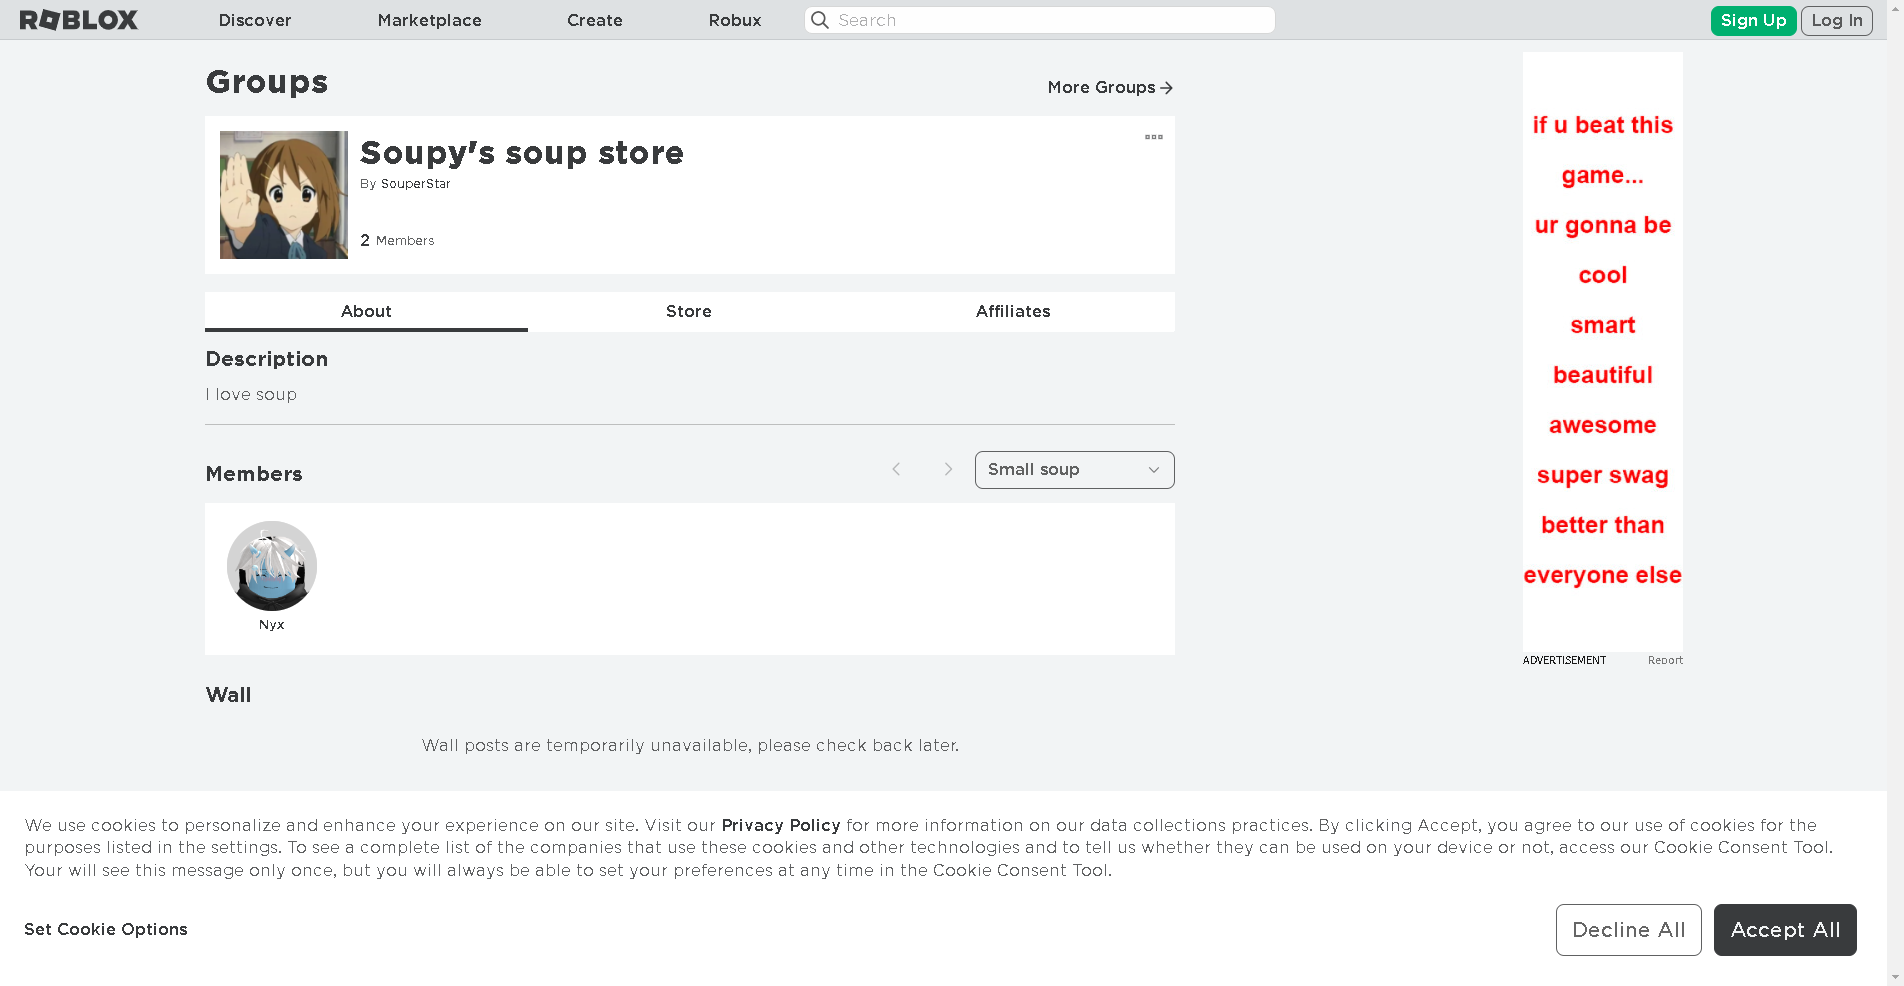 ROBLOX
Discover
Marketplace
Create
Robux
Search
Sign Up
Log In
Groups
More Groups
Soupy's soup store
By SouperStar
2 Members
About
Store
Affiliates
Description
I love soup
Members
Small soup
Nyx
Wall
Wall posts are temporarily unavailable, please check back later.
if u beat this
game...
ur gonna be
cool
smart
beautiful
awesome
super swag
better than
everyone else
ADVERTISEMENT
Report
We use cookies to personalize and enhance your experience on our site. Visit our Privacy Policy for more information on our data collections practices. By clicking Accept, you agree to our use of cookies for the
purposes listed in the settings. To see a complete list of the companies that use these cookies and other technologies and to tell us whether they can be used on your device or not, access our Cookie Consent Tool.
Your will see this message only once, but you will always be able to set your preferences at any time in the Cookie Consent Tool.
Set Cookie Options
Decline All
Accept All